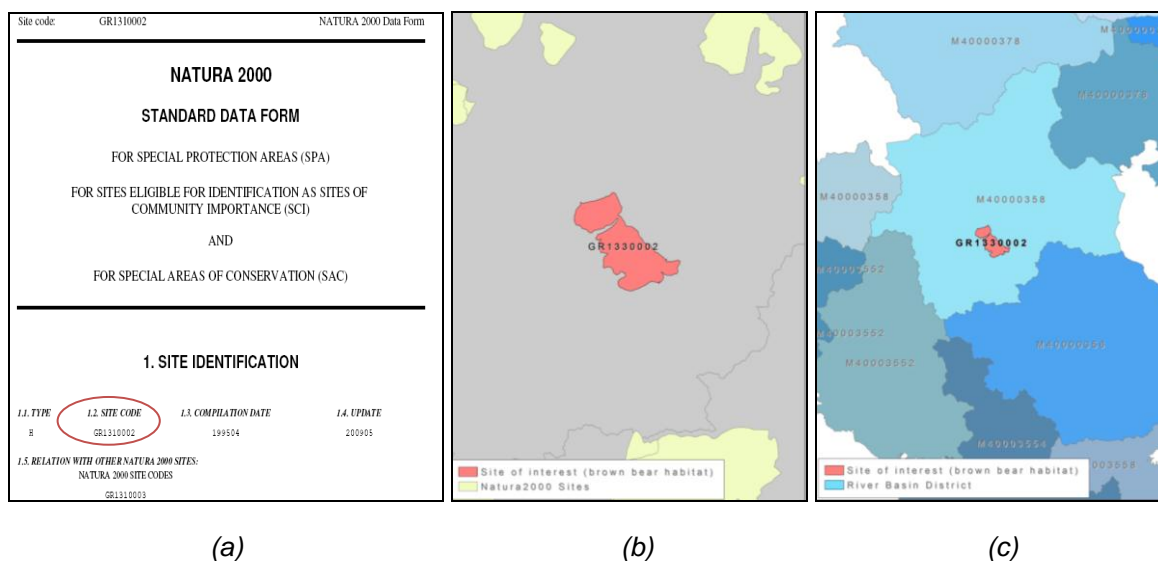 Site code: GR1310002 NATURA 2000 Data Form
NATURA 2000
STANDARD DATA FORM
FOR SPECIAL PROTECTION AREAS (SPA)
FOR SITES ELIGIBLE FOR IDENTIFICATION AS SITES OF
COMMUNITY IMPORTANCE (SCI)
AND
FOR SPECIAL AREAS OF CONSERVATION (SAC)
1. SITE IDENTIFICATION
1.1. TYPE 1.2. SITE CODE 1.3. COMPILATION DATE 1.4. UPDATE
H GR1310002 199504 200905
1.5. RELATION WITH OTHER NATURA 2000 SITES:
NATURA 2000 SITE CODES
GR1310003
(a)
GR1330002
Site of interest (brown bear habitat)
Natura2000 Sites
(b)
M40000378
M40000376
M40000358
M40000358
GR1330002
M40003552
M40003552
M40003552
M40003554
Site of interest (brown bear habitat)
River Basin District
(c)